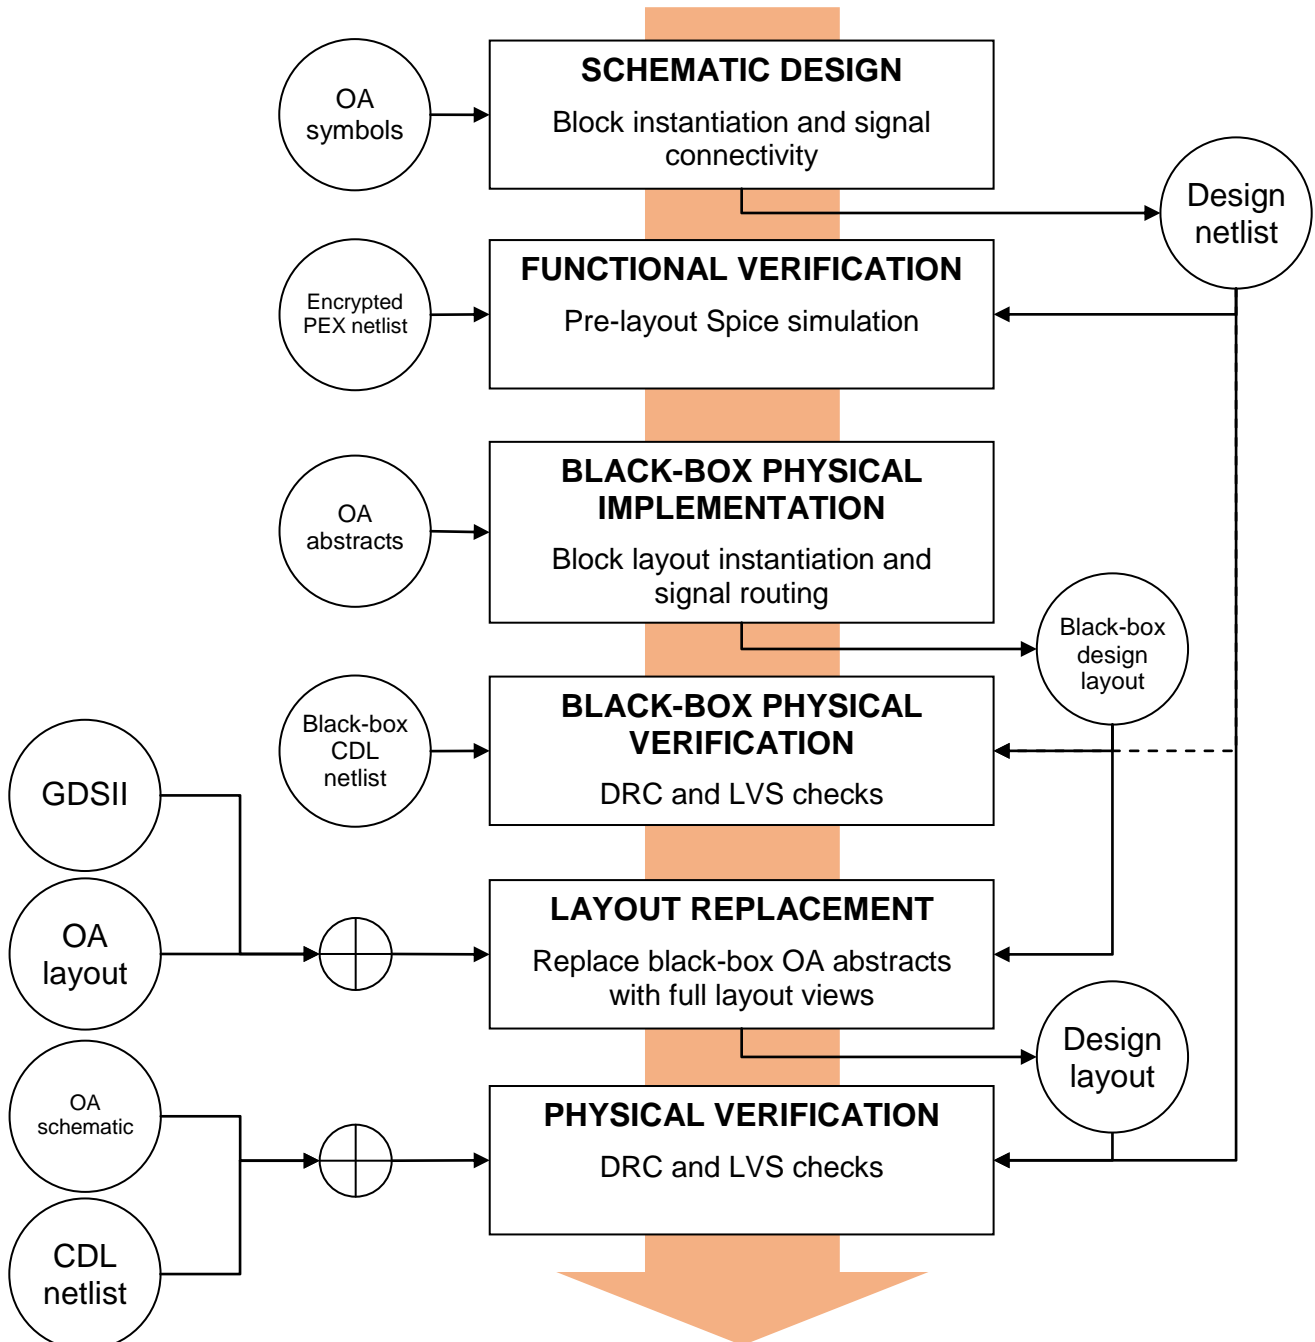 SCHEMATIC DESIGN
Block instantiation and signal
connectivity
OA
symbols
Design
netlist
FUNCTIONAL VERIFICATION
Pre-layout Spice simulation
Encrypted
PEX netlist
BLACK-BOX PHYSICAL
IMPLEMENTATION
Block layout instantiation and
signal routing
OA
abstracts
Black-box
design
layout
BLACK-BOX PHYSICAL
VERIFICATION
DRC and LVS checks
Black-box
CDL
netlist
GDSII
LAYOUT REPLACEMENT
Replace black-box OA abstracts
with full layout views
OA
layout
Design
layout
PHYSICAL VERIFICATION
DRC and LVS checks
OA
schematic
CDL
netlist